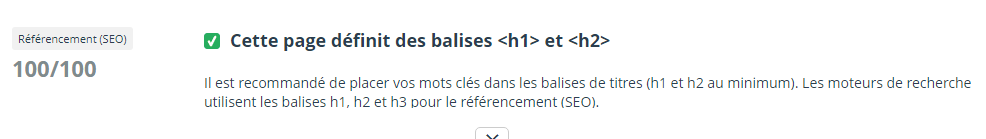 Référencement (SEO)
100/100
Cette page définit des balises <h1> et <h2>
Il est recommandé de placer vos mots clés dans les balises de titres (h1 et h2 au minimum). Les moteurs de recherche
utilisent les balises h1, h2 et h3 pour le référencement (SEO).